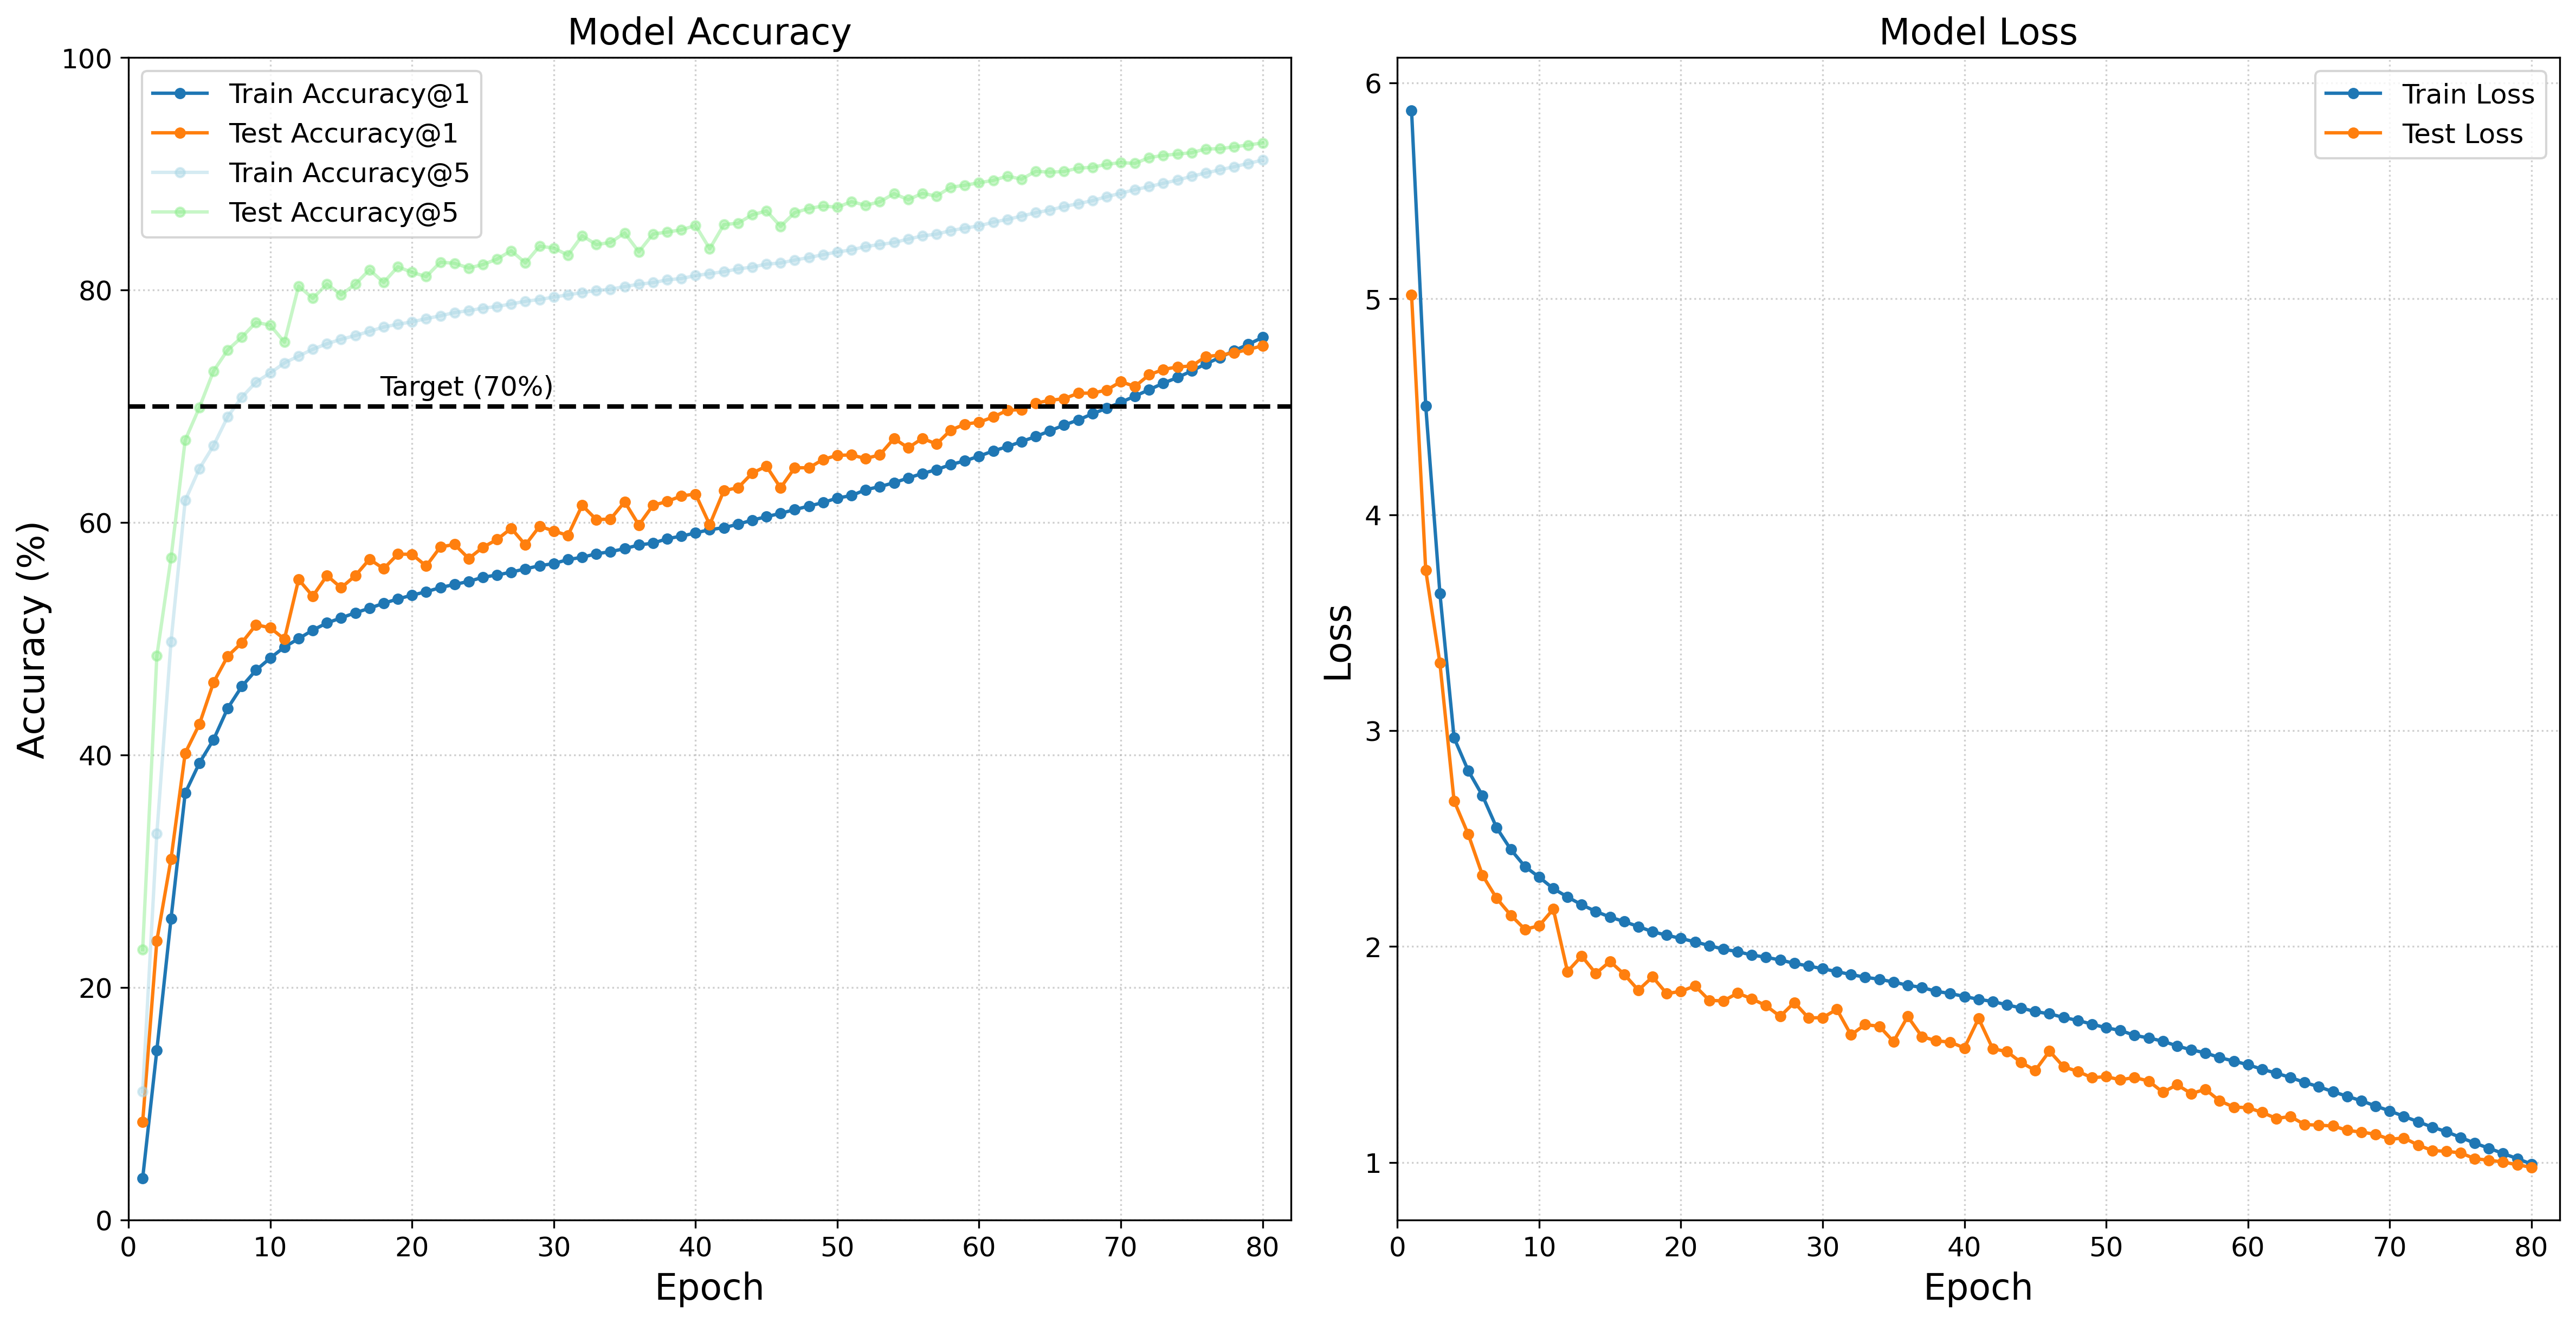 Model Accuracy
Train Accuracy@1
Test Accuracy@1
Train Accuracy@5
Test Accuracy@5
Target (70%)
100
80
60
40
20
0
Accuracy (%)
0 10 20 30 40 50 60 70 80
Epoch
Model Loss
Train Loss
Test Loss
6
5
4
3
2
1
Loss
0 10 20 30 40 50 60 70 80
Epoch